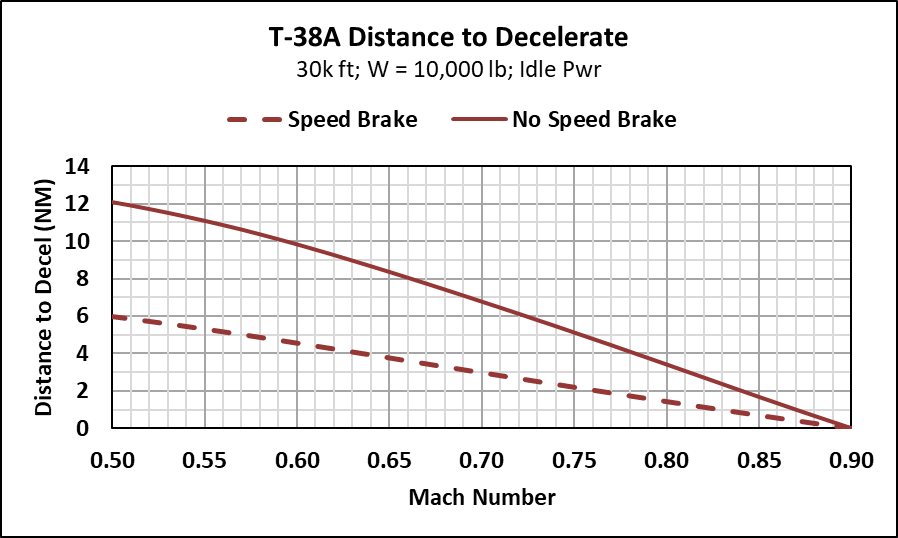 T-38A Distance to Decelerate
30k ft; W = 10,000 lb; Idle Pwr
Speed Brake No Speed Brake
Distance to Decel (NM)
14
12
10
8
6
4
2
0
0.50 0.55 0.60 0.65 0.70 0.75 0.80 0.85 0.90
Mach Number